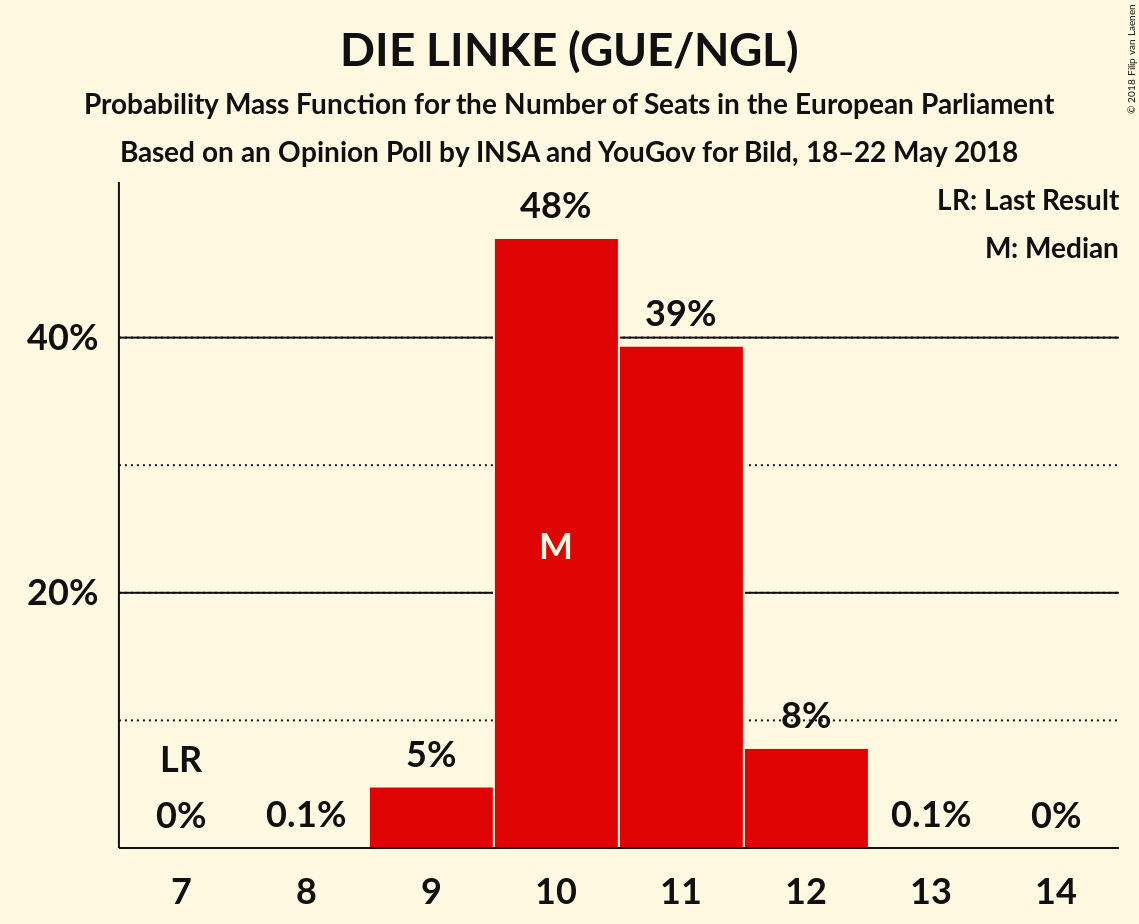 DIE LINKE (GUE/NGL)
Probability Mass Function for the Number of Seats in the European Parliament
Based on an Opinion Poll by INSA and YouGov for Bild, 18–22 May 2018
© 2018 Filip van Laenen
LR: Last Result
M: Median
48%
39%
40%
M
20%
8%
5%
LR
0%
0.1%
0.1%
0%
7 8 9 10 11 12 13 14